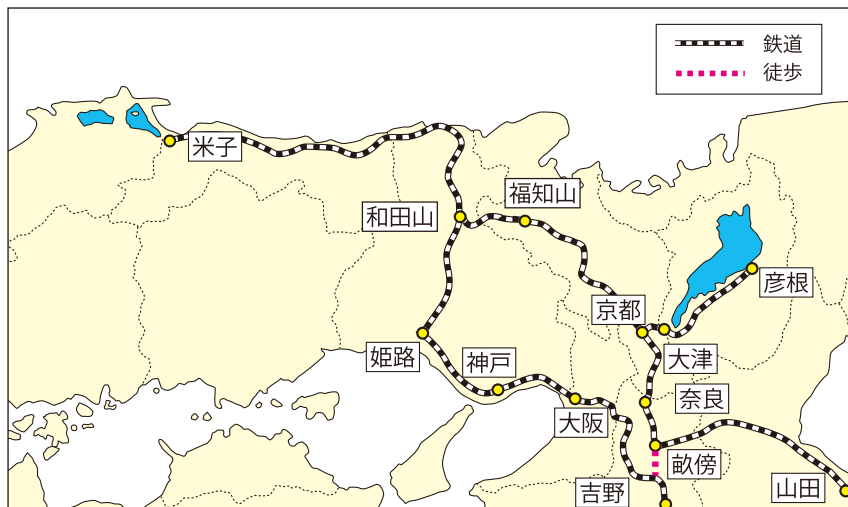 鉄道
徒歩
米子
福知山
和田山
彦根
京都
大津
姫路
神戸
奈良
大阪
畝傍
吉野
山田